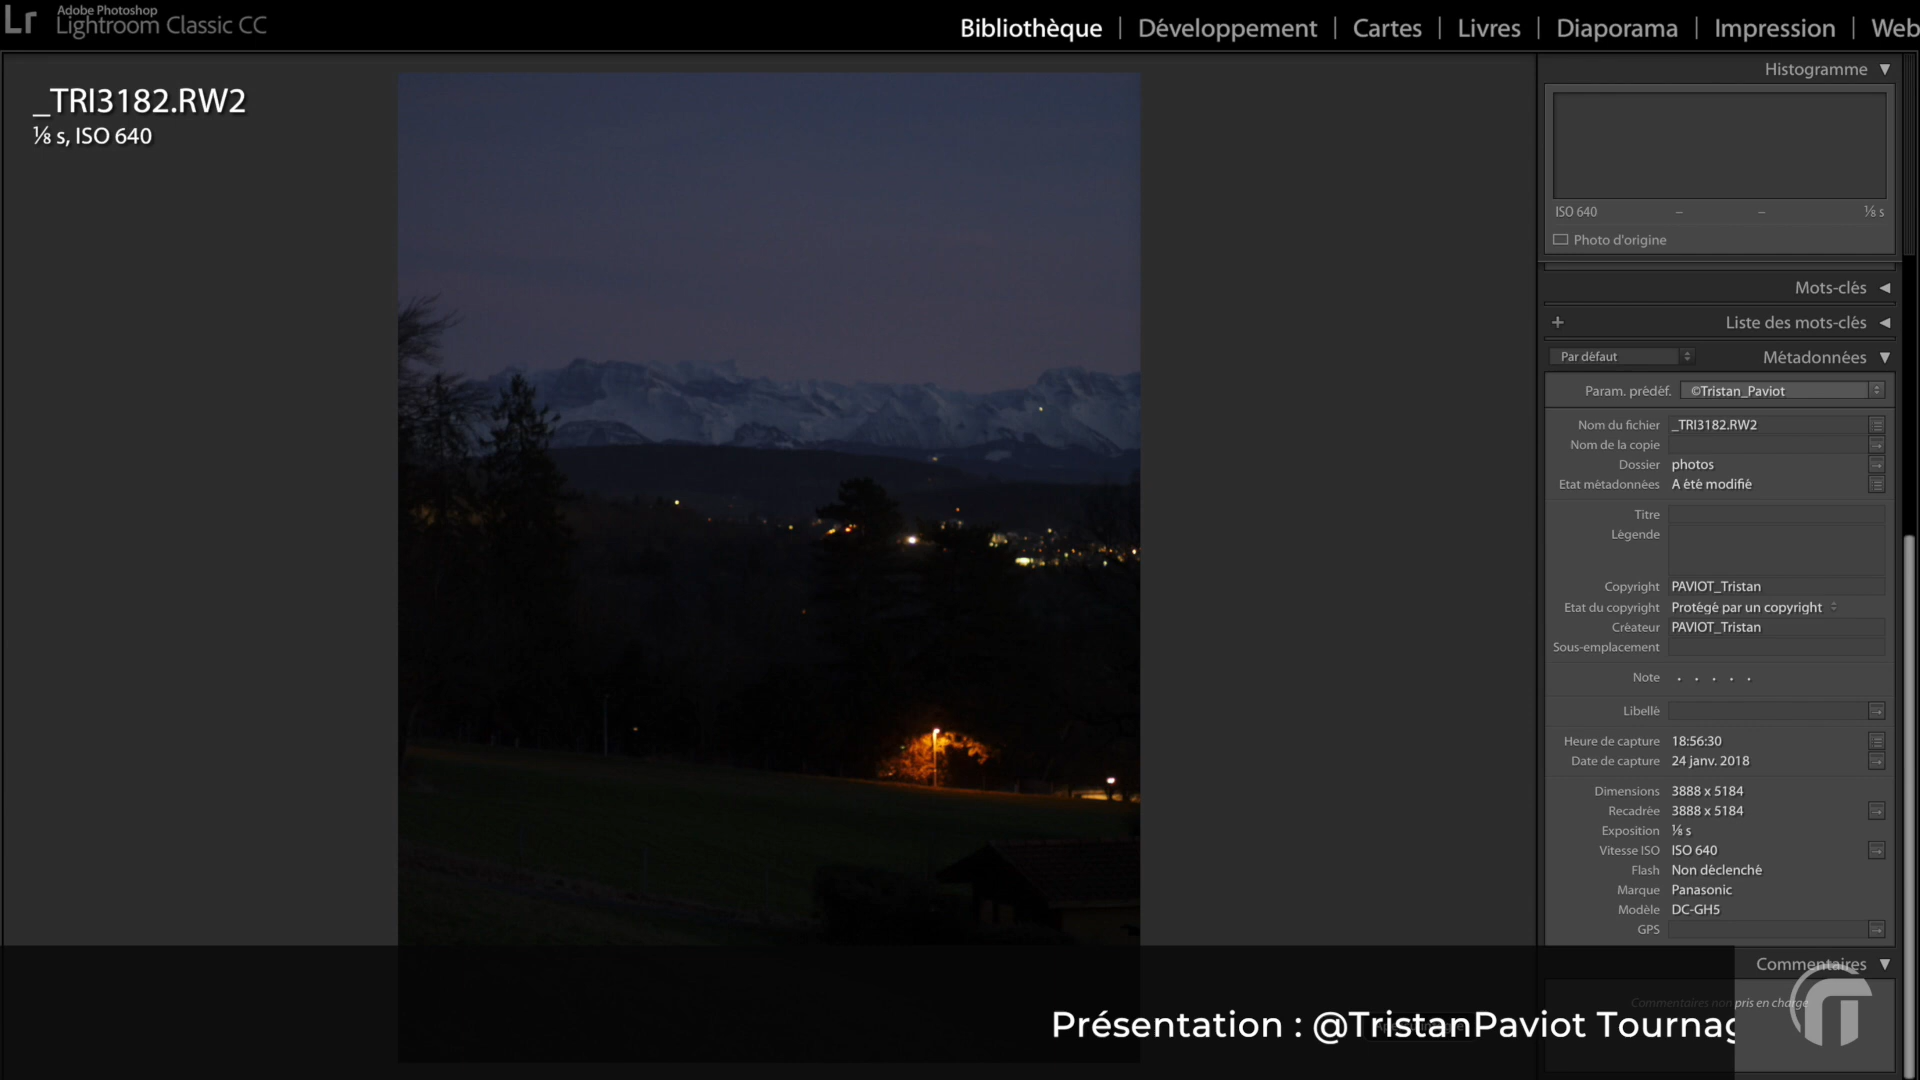 Lr Adobe Photoshop
Lightroom Classic CC
Bibliothèque | Développement | Cartes | Livres | Diaporama | Impression | Web
_TRI3182.RW2
⅛ s, ISO 640
Histogramme
ISO 640 – – ⅛ s
Photo d'origine
Mots-clés
+ Liste des mots-clés
Par défaut Métadonnées
Param. prédéf. ©Tristan_Paviot
Nom du fichier _TRI3182.RW2
Nom de la copie
Dossier photos
Etat métadonnées A été modifié
Titre
Légende
Copyright PAVIOT_Tristan
Etat du copyright Protégé par un copyright
Créateur PAVIOT_Tristan
Sous-emplacement
Note . . . . .
Libellé
Heure de capture 18:56:30
Date de capture 24 janv. 2018
Dimensions 3888 x 5184
Recadrée 3888 x 5184
Exposition ⅛ s
Vitesse ISO ISO 640
Flash Non déclenché
Marque Panasonic
Modèle DC-GH5
GPS
Commentaires
Commentaires non pris en charge
Présentation : @TristanPaviot Tournag